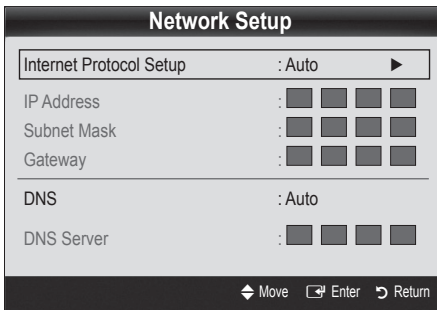 Network Setup
Internet Protocol Setup : Auto ►
IP Address :
Subnet Mask :
Gateway :
DNS : Auto
DNS Server :
Move Enter Return